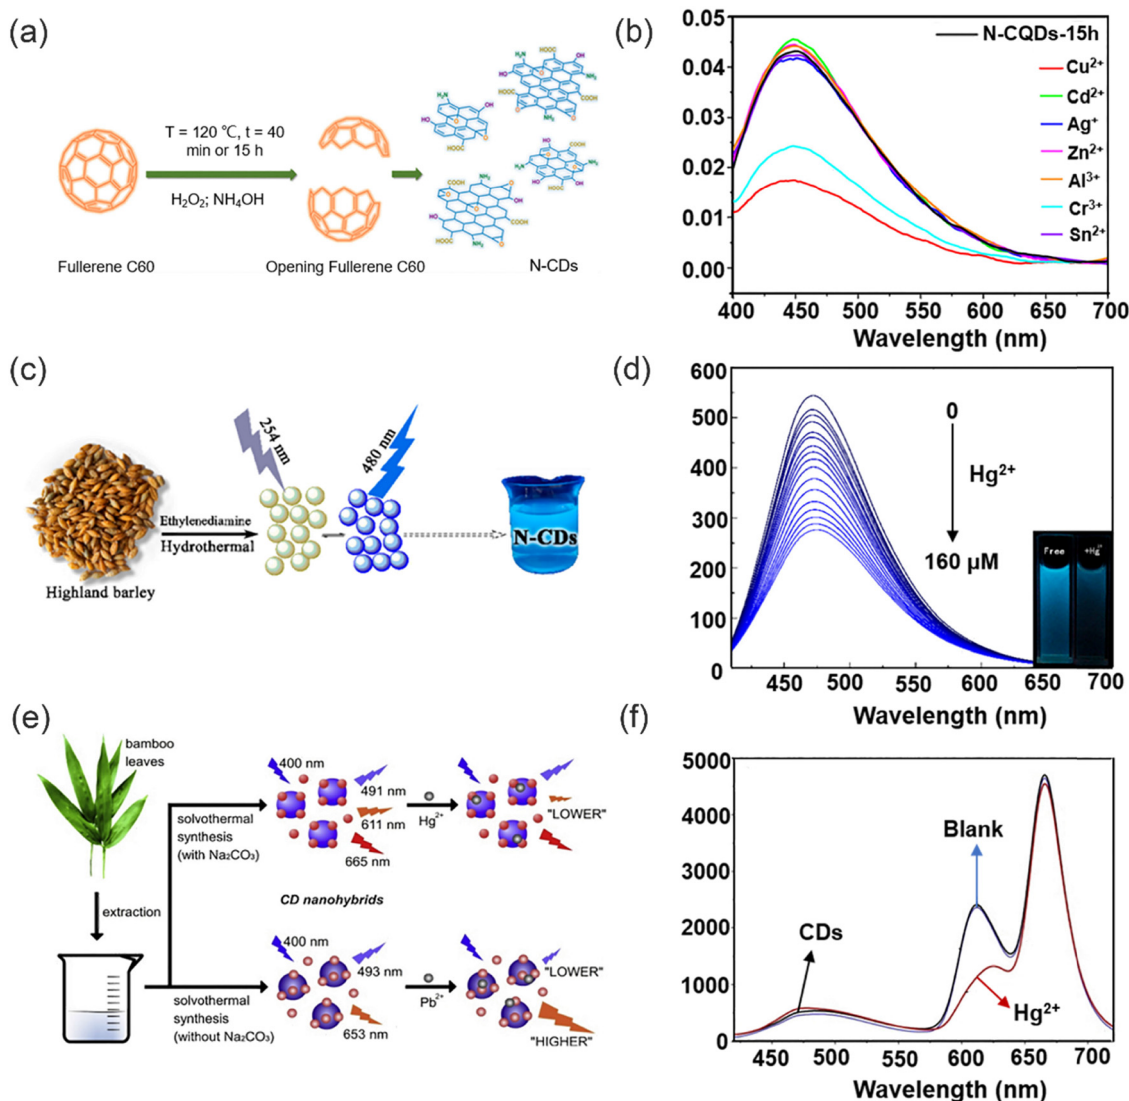 (a)
T = 120 ℃, t = 40
min or 15 h
H₂O₂; NH₄OH
Fullerene C60
Opening Fullerene C60
N-CDs
H₂N
OH
HO
NH₂
COOH
HOOC
O
(b)
0.05
0.04
0.03
0.02
0.01
0.00
400
450
500
550
600
650
700
Wavelength (nm)
N-CQDs-15h
Cu²⁺
Cd²⁺
Ag⁺
Zn²⁺
Al³⁺
Cr³⁺
Sn²⁺
(c)
254 nm
480 nm
Ethylenediamine
Hydrothermal
N-CDs
Highland barley
(d)
600
500
400
300
200
100
0
450
500
550
600
650
700
Wavelength (nm)
0
Hg²⁺
160 µM
Free
+Hg²⁺
(e)
bamboo
leaves
extraction
solvothermal
synthesis
(with Na₂CO₃)
400 nm
491 nm
611 nm
665 nm
Hg²⁺
"LOWER"
CD nanohybrids
solvothermal
synthesis
(without Na₂CO₃)
400 nm
493 nm
653 nm
Pb²⁺
"LOWER"
"HIGHER"
(f)
5000
4000
3000
2000
1000
0
450
500
550
600
650
700
Wavelength (nm)
Blank
CDs
Hg²⁺